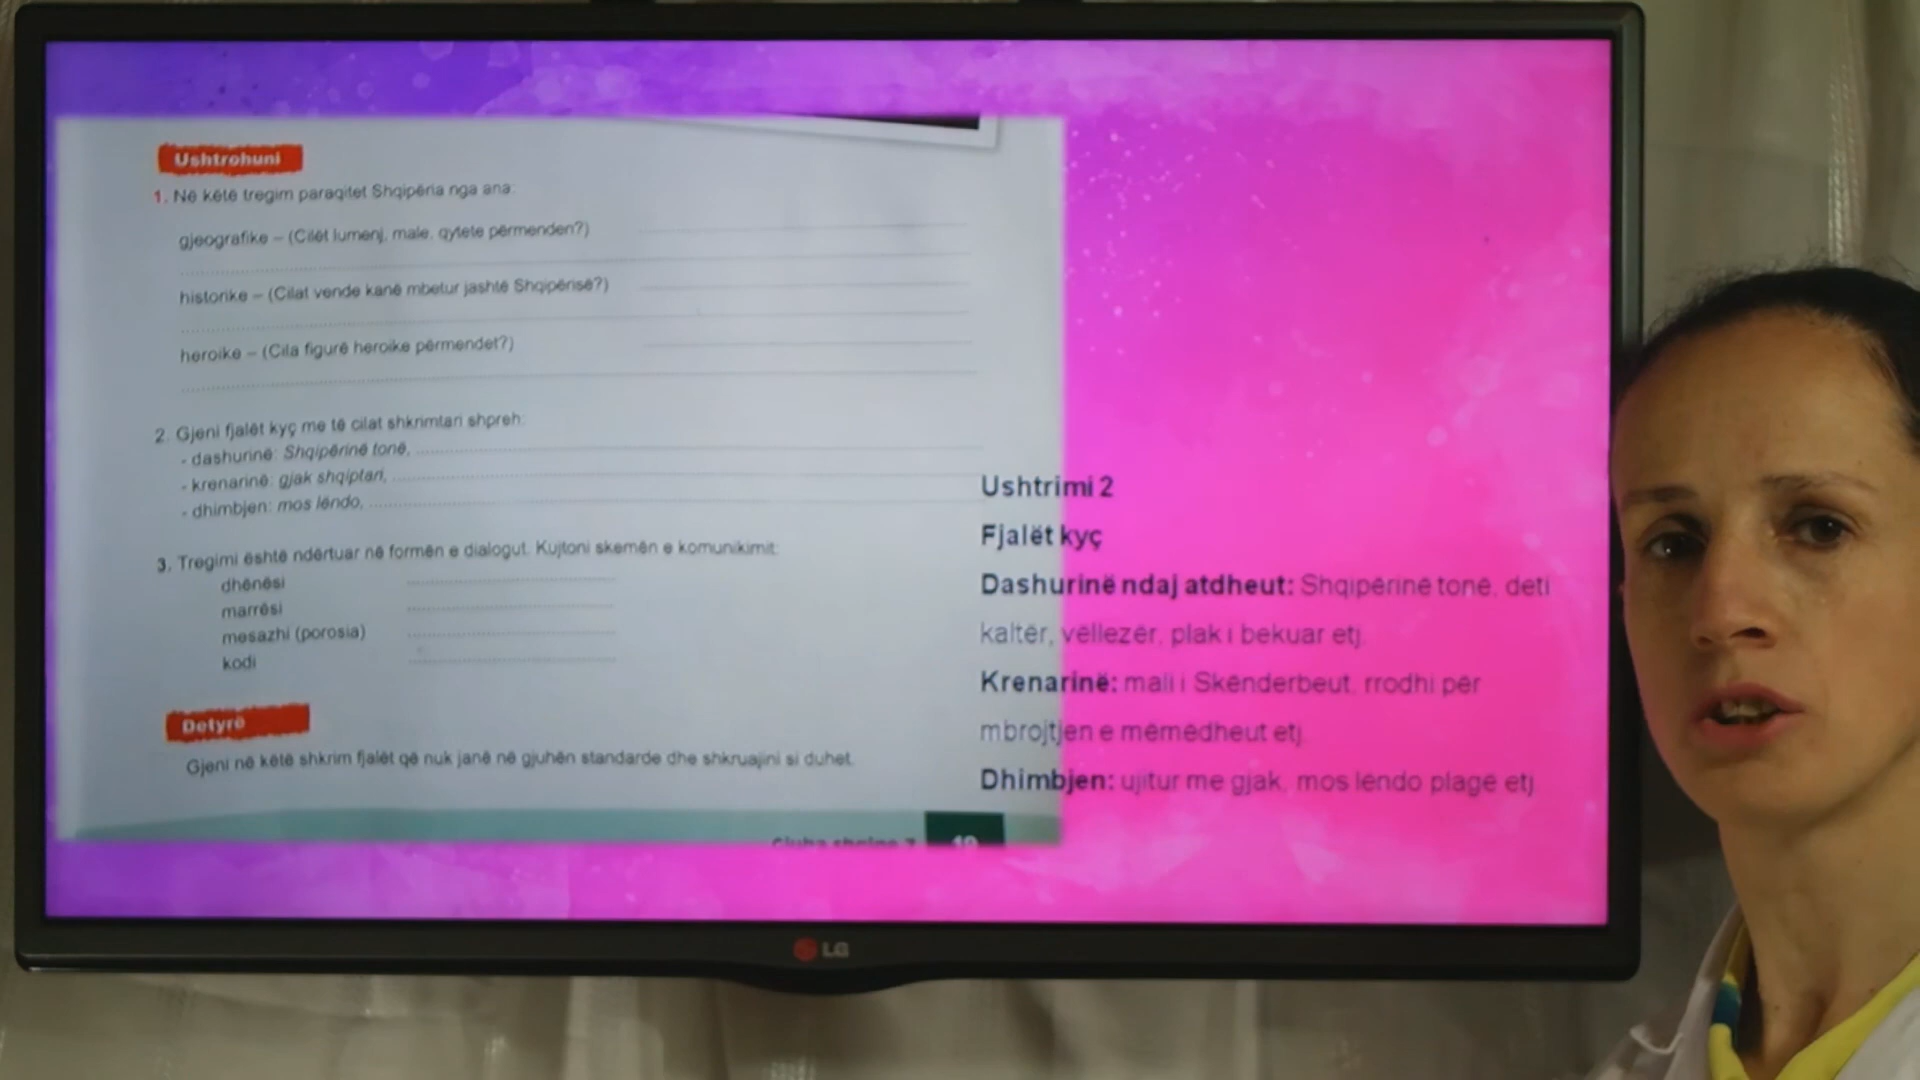 Ushtrohuni
1. Në këtë tregim paraqitet Shqipëria nga ana:
gjeografike – (Cilët lumenj, male, qytete përmenden?)
historike – (Cilat vende kanë mbetur jashtë Shqipërisë?)
heroike – (Cila figurë heroike përmendet?)
2. Gjeni fjalët kyç me të cilat shkrimtari shpreh:
- dashurinë: Shqipërinë tonë,
- krenarinë: gjak shqiptari,
- dhimbjen: mos lëndo,
3. Tregimi është ndërtuar në formën e dialogut. Kujtoni skemën e komunikimit:
dhënësi
marrësi
mesazhi (porosia)
kodi
Detyrë
Gjeni në këtë shkrim fjalët që nuk janë në gjuhën standarde dhe shkruajini si duhet.
Ushtrimi 2
Fjalët kyç
Dashurinë ndaj atdheut: Shqipërinë tonë, deti
kaltër, vëllezër, plak i bekuar etj.
Krenarinë: mali i Skënderbeut, rrodhi për
mbrojtjen e mëmëdheut etj.
Dhimbjen: ujitur me gjak, mos lëndo plagë etj
LG